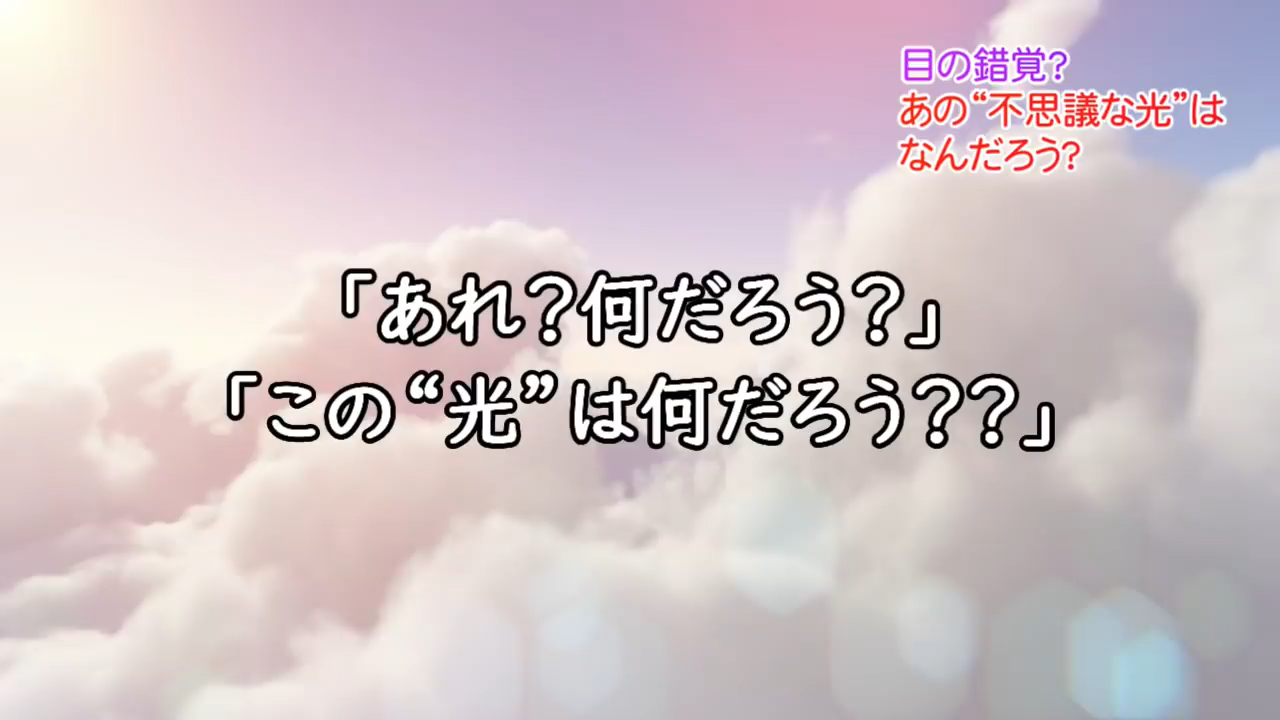 目の錯覚?
あの“不思議な光”は
なんだろう?
「あれ?何だろう?」
「この“光”は何だろう??」